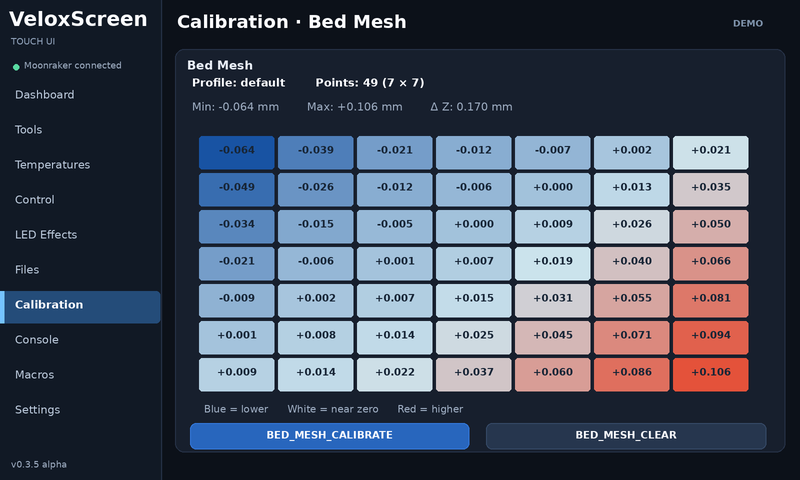 VeloxScreen
TOUCH UI
Moonraker connected
Dashboard
Tools
Temperatures
Control
LED Effects
Files
Calibration
Console
Macros
Settings
v0.3.5 alpha
Calibration · Bed Mesh
DEMO
Bed Mesh
Profile: default Points: 49 (7 × 7)
Min: -0.064 mm Max: +0.106 mm Δ Z: 0.170 mm
-0.064 -0.039 -0.021 -0.012 -0.007 +0.002 +0.021
-0.049 -0.026 -0.012 -0.006 +0.000 +0.013 +0.035
-0.034 -0.015 -0.005 +0.000 +0.009 +0.026 +0.050
-0.021 -0.006 +0.001 +0.007 +0.019 +0.040 +0.066
-0.009 +0.002 +0.007 +0.015 +0.031 +0.055 +0.081
+0.001 +0.008 +0.014 +0.025 +0.045 +0.071 +0.094
+0.009 +0.014 +0.022 +0.037 +0.060 +0.086 +0.106
Blue = lower White = near zero Red = higher
BED_MESH_CALIBRATE BED_MESH_CLEAR